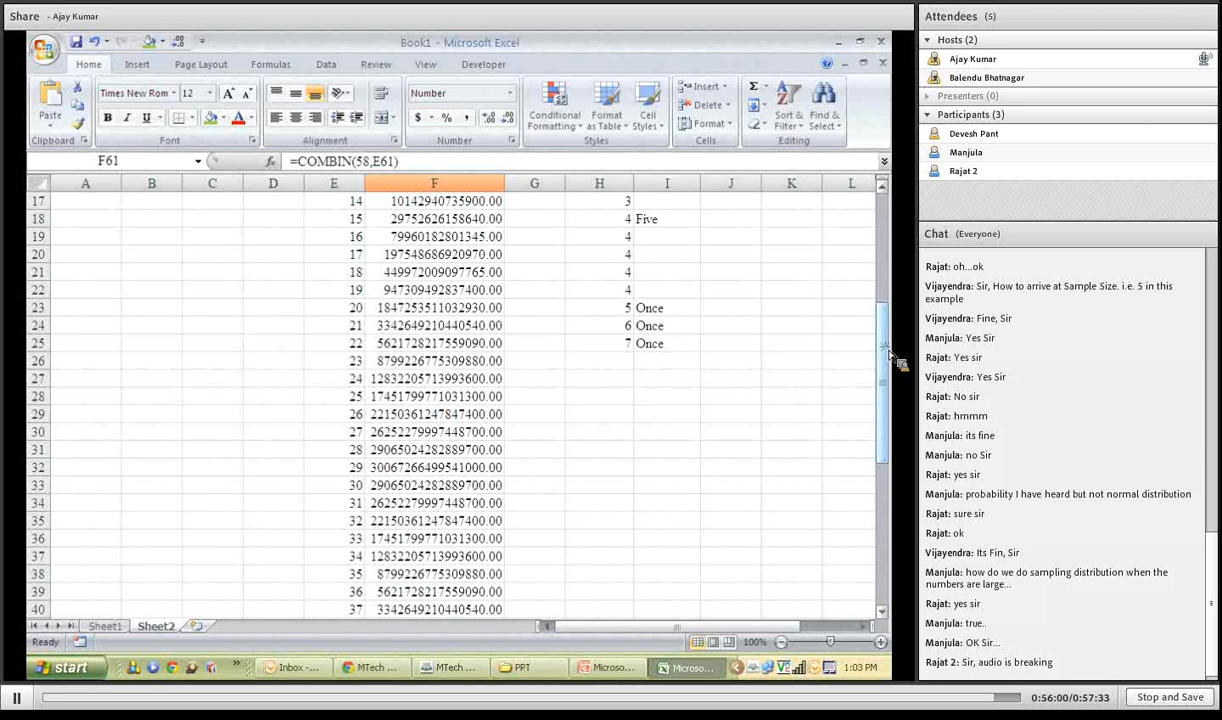 Share - Ajay Kumar
Book1 - Microsoft Excel
Home Insert Page Layout Formulas Data Review View Developer
Times New Rom 12 A A Number Insert Σ
Paste Conditional Format Cell Delete Sort & Find &
B I U A $ % , Formatting as Table Styles Format Filter Select
Clipboard Font Alignment Number Styles Cells Editing
F61 fx =COMBIN(58,E61)
A B C D E F G H I J K L
17 14 10142940735900.00 3
18 15 29752626158640.00 4 Five
19 16 79960182801345.00 4
20 17 197548686920970.00 4
21 18 449972009097765.00 4
22 19 947309492837400.00 4
23 20 1847253511032930.00 5 Once
24 21 3342649210440540.00 6 Once
25 22 5621728217559090.00 7 Once
26 23 8799226775309880.00
27 24 12832205713993600.00
28 25 17451799771031300.00
29 26 22150361247847400.00
30 27 26252279997448700.00
31 28 29065024282889700.00
32 29 30067266499541000.00
33 30 29065024282889700.00
34 31 26252279997448700.00
35 32 22150361247847400.00
36 33 17451799771031300.00
37 34 12832205713993600.00
38 35 8799226775309880.00
39 36 5621728217559090.00
40 37 3342649210440540.00
Sheet1 Sheet2
Ready 100%
start Inbox -... MTech ... MTech ... PPT Microso... Microso... 1:03 PM
Attendees (5)
Hosts (2)
Ajay Kumar
Balendu Bhatnagar
Presenters (0)
Participants (3)
Devesh Pant
Manjula
Rajat 2
Chat (Everyone)
Rajat: oh...ok
Vijayendra: Sir, How to arrive at Sample Size. i.e. 5 in this
example
Vijayendra: Fine, Sir
Manjula: Yes Sir
Rajat: Yes sir
Vijayendra: Yes Sir
Rajat: No sir
Rajat: hmmm
Manjula: its fine
Manjula: no Sir
Rajat: yes sir
Manjula: probability I have heard but not normal distribution
Rajat: sure sir
Rajat: ok
Vijayendra: Its Fin, Sir
Manjula: how do we do sampling distribution when the
numbers are large...
Rajat: yes sir
Manjula: true..
Manjula: OK Sir...
Rajat 2: Sir, audio is breaking
0:56:00/0:57:33 Stop and Save